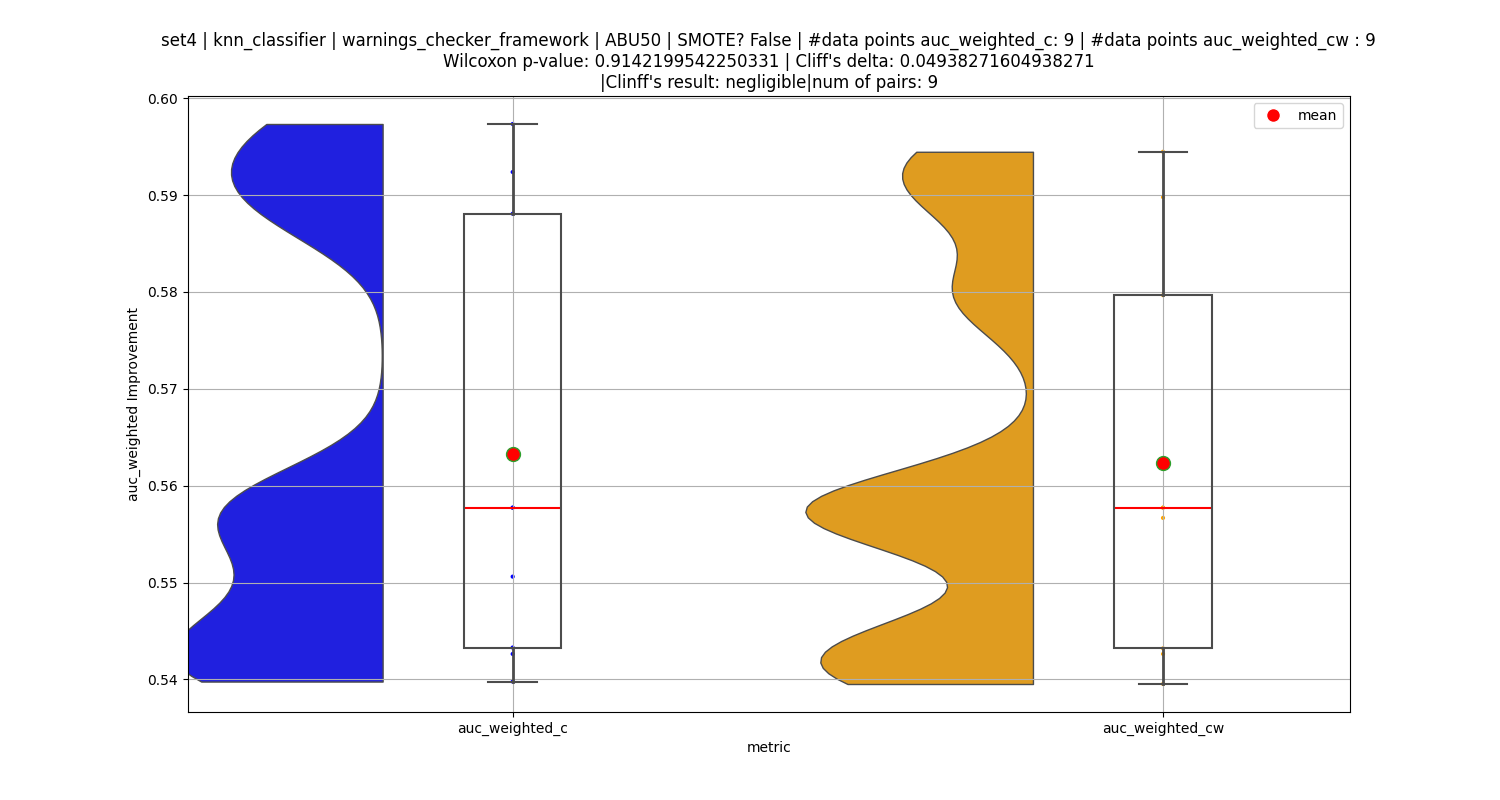 set4 | knn_classifier | warnings_checker_framework | ABU50 | SMOTE? False | #data points auc_weighted_c: 9 | #data points auc_weighted_cw : 9
Wilcoxon p-value: 0.9142199542250331 | Cliff's delta: 0.04938271604938271
|Clinff's result: negligible|num of pairs: 9
mean
0.60
0.59
0.58
0.57
0.56
0.55
0.54
auc_weighted Improvement
auc_weighted_c
auc_weighted_cw
metric